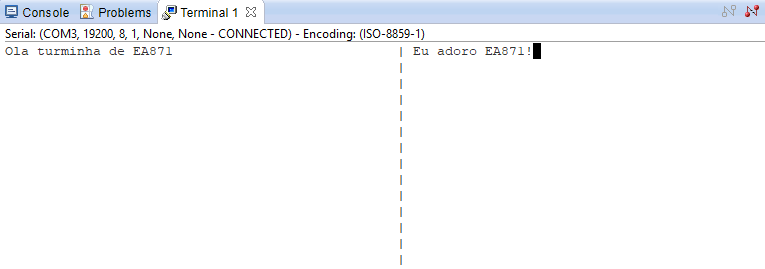 Console Problems Terminal 1
Serial: (COM3, 19200, 8, 1, None, None - CONNECTED) - Encoding: (ISO-8859-1)
Ola turminha de EA871
Eu adoro EA871!